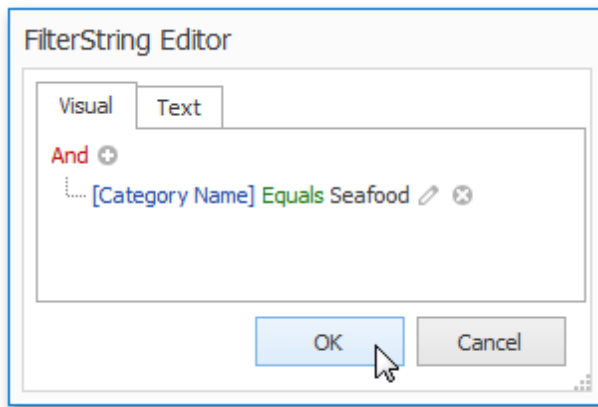 FilterString Editor
Visual Text
And
[Category Name] Equals Seafood
OK Cancel